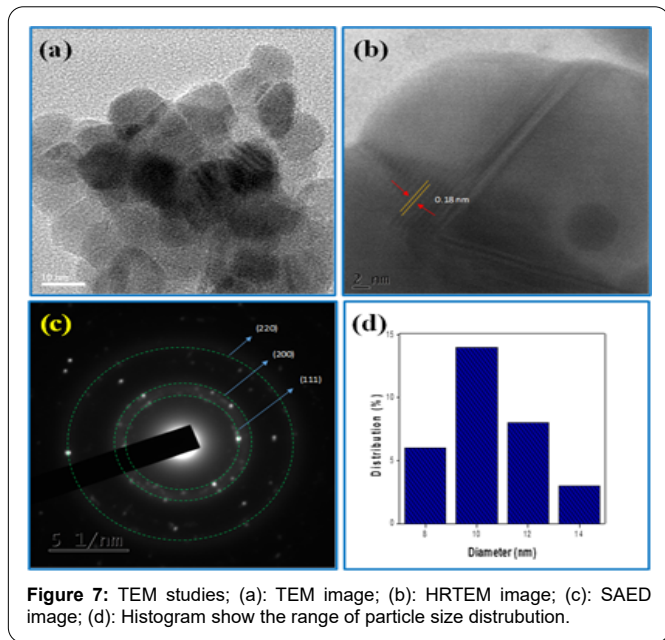 (a)
10 nm
(b)
0.18 nm
2 nm
(c)
(220)
(200)
(111)
5 1/nm
(d)
15
10
5
0
Distribution (%)
8
10
12
14
Diameter (nm)
Figure 7: TEM studies; (a): TEM image; (b): HRTEM image; (c): SAED
image; (d): Histogram show the range of particle size distrubution.